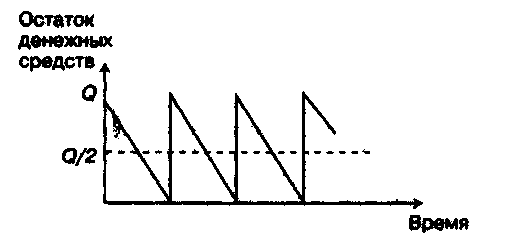 Остаток
денежных
средств
Q
Q/2
Время